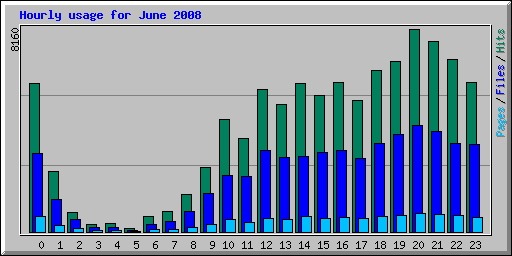 Hourly usage for June 2008
8160
Pages / Files / Hits
0 1 2 3 4 5 6 7 8 9 10 11 12 13 14 15 16 17 18 19 20 21 22 23